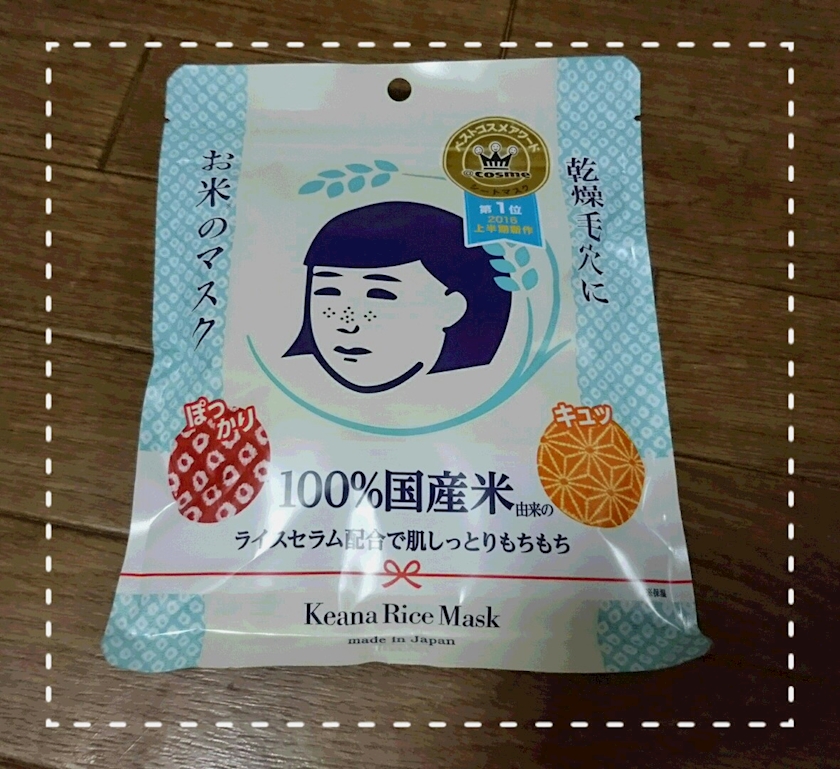 ベストコスメアワード
@cosme
シートマスク
第1位
2016
上半期新作
お米のマスク
乾燥毛穴に
ぽっかり
キュッ
100%国産米由来の
ライスセラム配合で肌しっとりもちもち
Keana Rice Mask
made in Japan